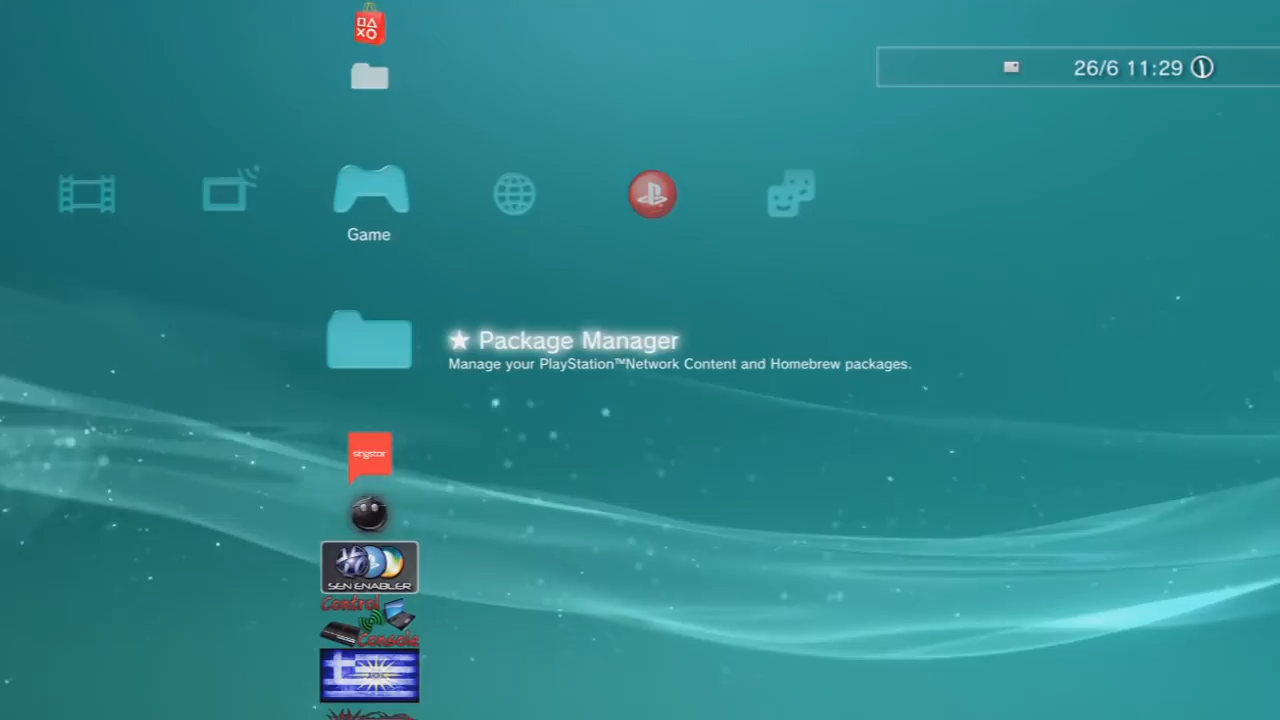 26/6 11:29
Game
★ Package Manager
Manage your PlayStation™Network Content and Homebrew packages.
singstar
SEN ENABLER
Control
Console